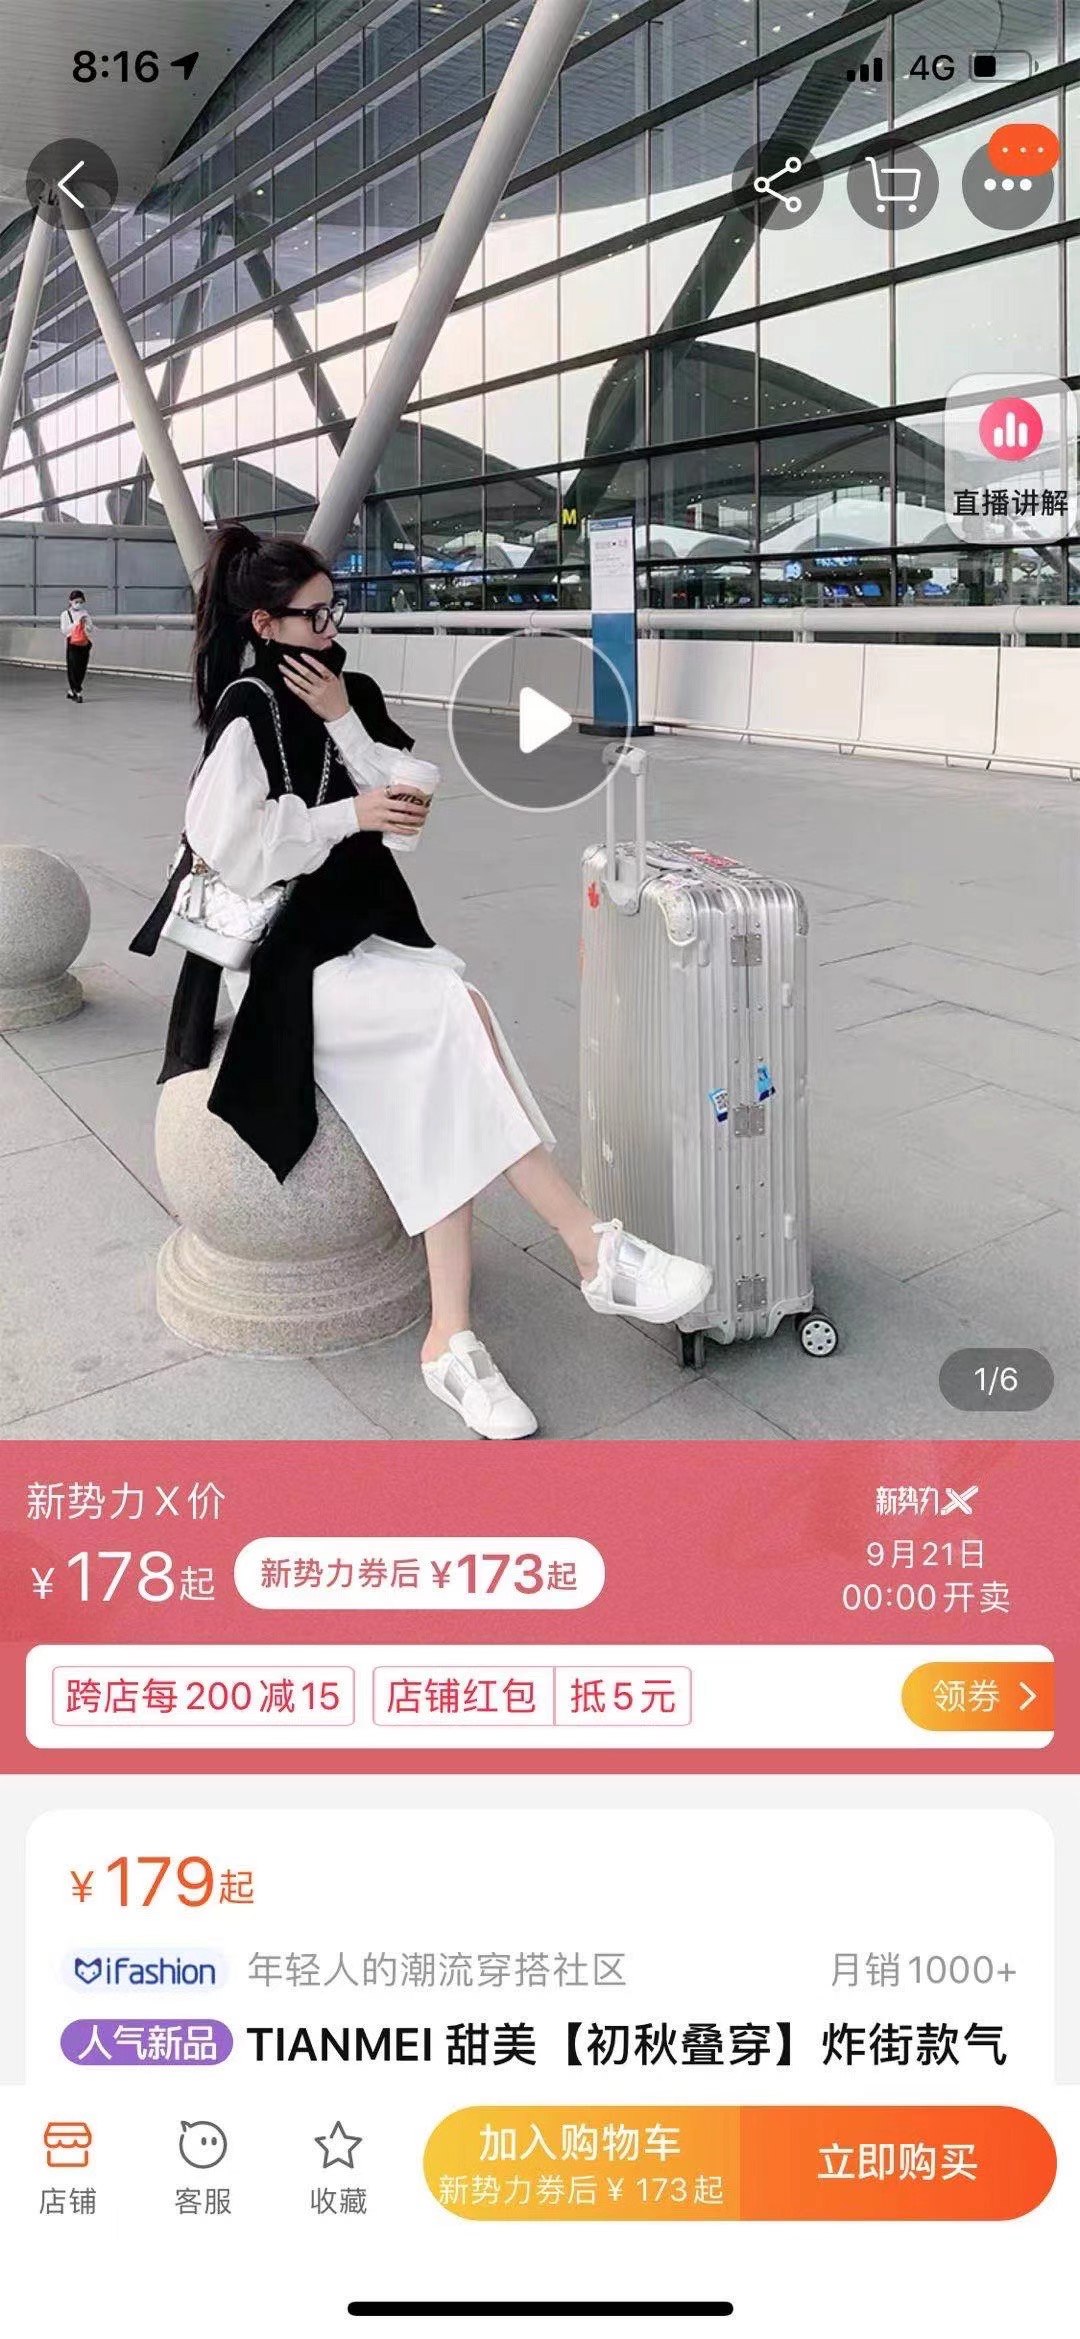 8:16
4G
直播讲解
M
1/6
新势力X价
新势力X
¥178起
新势力券后 ¥173起
9月21日
00:00开卖
跨店每200减15
店铺红包 抵5元
领券
¥179起
iFashion 年轻人的潮流穿搭社区
月销1000+
人气新品 TIANMEI 甜美【初秋叠穿】炸街款气
店铺
客服
收藏
加入购物车
新势力券后¥173起
立即购买